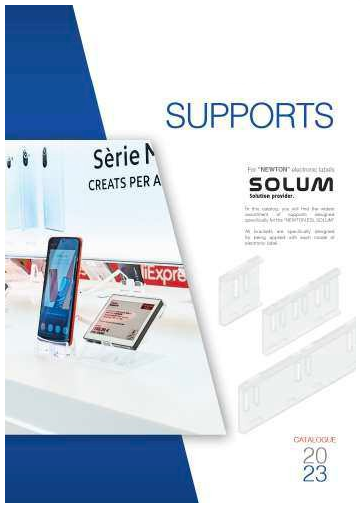 SUPPORTS
Sèrie
CREATS PER A
For "NEWTON" electronic labels
SOLUM
Solution provider.
In this catalog, you will find the widest
assortment of supports designed
specifically for the "NEWTON ESL SOLUM"
All brackets are specifically designed
for being applied with each model of
electronic label.
iExpre
CATALOGUE
20
23